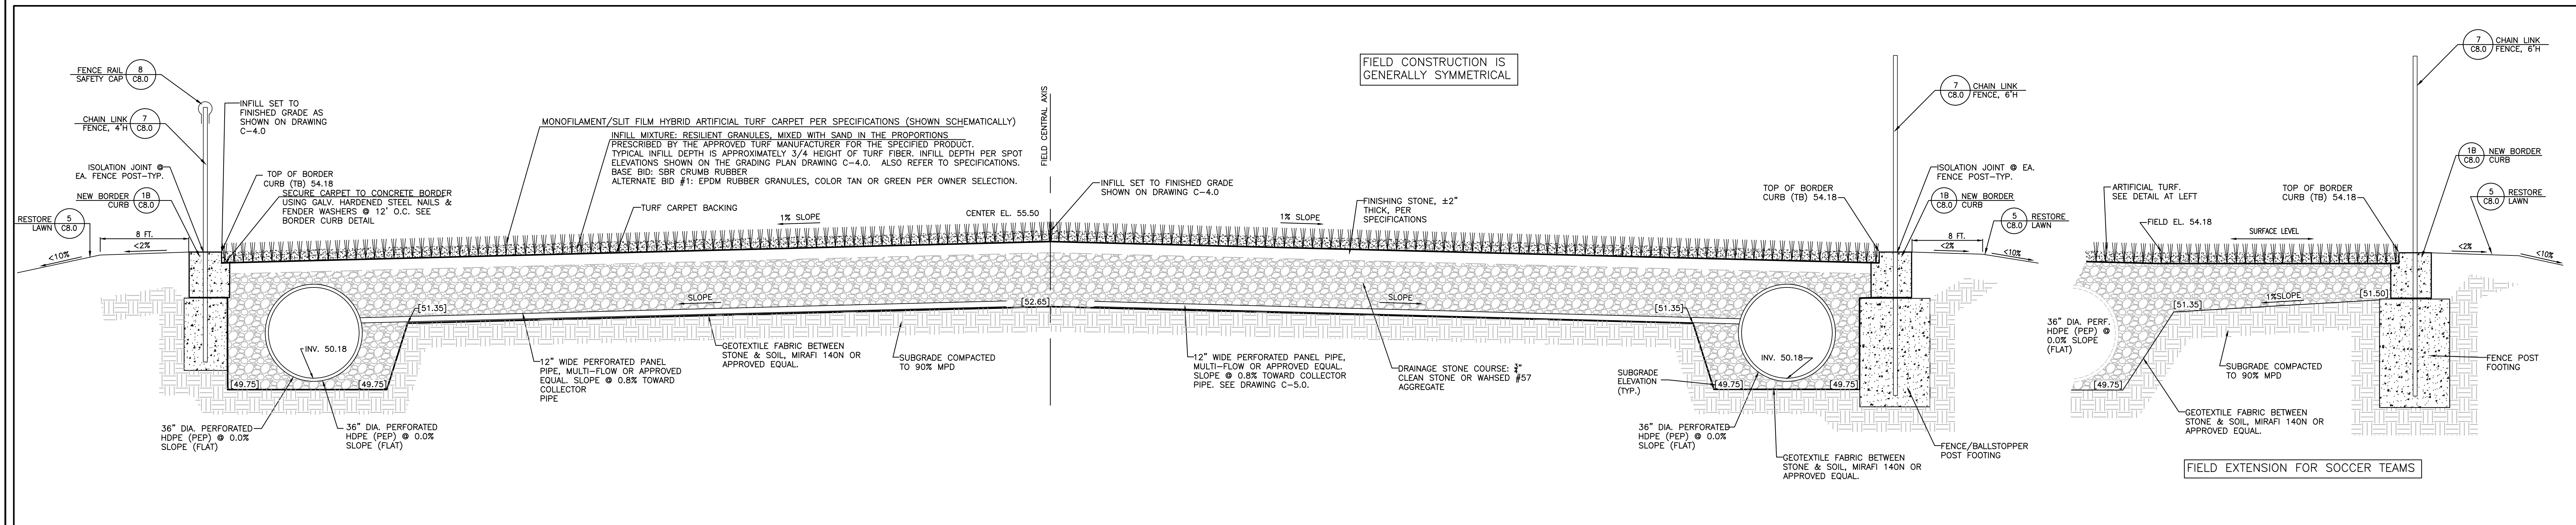 FIELD CONSTRUCTION IS
GENERALLY SYMMETRICAL
FENCE RAIL
SAFETY CAP
8
C8.0
CHAIN LINK
FENCE, 4'H
7
C8.0
ISOLATION JOINT @
EA. FENCE POST-TYP.
NEW BORDER
CURB
1B
C8.0
RESTORE
LAWN
5
C8.0
8 FT.
<2%
<10%
INFILL SET TO
FINISHED GRADE AS
SHOWN ON DRAWING
C-4.0
TOP OF BORDER
CURB (TB) 54.18
SECURE CARPET TO CONCRETE BORDER
USING GALV. HARDENED STEEL NAILS &
FENDER WASHERS @ 12" O.C. SEE
BORDER CURB DETAIL
MONOFILAMENT/SLIT FILM HYBRID ARTIFICIAL TURF CARPET PER SPECIFICATIONS (SHOWN SCHEMATICALLY)
INFILL MIXTURE: RESILIENT GRANULES, MIXED WITH SAND IN THE PROPORTIONS
PRESCRIBED BY THE APPROVED TURF MANUFACTURER FOR THE SPECIFIED PRODUCT.
TYPICAL INFILL DEPTH IS APPROXIMATELY 3/4 HEIGHT OF TURF FIBER. INFILL DEPTH PER SPOT
ELEVATIONS SHOWN ON THE GRADING PLAN DRAWING C-4.0. ALSO REFER TO SPECIFICATIONS.
BASE BID: SBR CRUMB RUBBER
ALTERNATE BID #1: EPDM RUBBER GRANULES, COLOR TAN OR GREEN PER OWNER SELECTION.
TURF CARPET BACKING
1% SLOPE
CENTER EL. 55.50
FIELD CENTRAL AXIS
INFILL SET TO FINISHED GRADE
SHOWN ON DRAWING C-4.0
1% SLOPE
FINISHING STONE, ±2"
THICK, PER
SPECIFICATIONS
TOP OF BORDER
CURB (TB) 54.18
7
C8.0
CHAIN LINK
FENCE, 6'H
ISOLATION JOINT @ EA.
FENCE POST-TYP.
1B
C8.0
NEW BORDER
CURB
5
C8.0
RESTORE
LAWN
8 FT.
<2%
<10%
SLOPE
[52.65]
SLOPE
[51.35]
[51.35]
INV. 50.18
[49.75]
[49.75]
36" DIA. PERFORATED
HDPE (PEP) @ 0.0%
SLOPE (FLAT)
36" DIA. PERFORATED
HDPE (PEP) @ 0.0%
SLOPE (FLAT)
12" WIDE PERFORATED PANEL
PIPE, MULTI-FLOW OR APPROVED
EQUAL. SLOPE @ 0.8% TOWARD
COLLECTOR
PIPE
GEOTEXTILE FABRIC BETWEEN
STONE & SOIL, MIRAFI 140N OR
APPROVED EQUAL.
SUBGRADE COMPACTED
TO 90% MPD
12" WIDE PERFORATED PANEL PIPE,
MULTI-FLOW OR APPROVED EQUAL.
SLOPE @ 0.8% TOWARD COLLECTOR
PIPE. SEE DRAWING C-5.0.
DRAINAGE STONE COURSE: ¾"
CLEAN STONE OR WAHSED #57
AGGREGATE
SUBGRADE
ELEVATION
(TYP.)
INV. 50.18
[49.75]
[49.75]
36" DIA. PERFORATED
HDPE (PEP) @ 0.0%
SLOPE (FLAT)
GEOTEXTILE FABRIC BETWEEN
STONE & SOIL, MIRAFI 140N OR
APPROVED EQUAL.
FENCE/BALLSTOPPER
POST FOOTING
7
C8.0
CHAIN LINK
FENCE, 6'H
1B
C8.0
NEW BORDER
CURB
ARTIFICIAL TURF.
SEE DETAIL AT LEFT
TOP OF BORDER
CURB (TB) 54.18
5
C8.0
RESTORE
LAWN
FIELD EL. 54.18
SURFACE LEVEL
<2%
<10%
1%SLOPE
[51.50]
[51.35]
36" DIA. PERF.
HDPE (PEP) @
0.0% SLOPE
(FLAT)
[49.75]
SUBGRADE COMPACTED
TO 90% MPD
FENCE POST
FOOTING
GEOTEXTILE FABRIC BETWEEN
STONE & SOIL, MIRAFI 140N OR
APPROVED EQUAL.
FIELD EXTENSION FOR SOCCER TEAMS